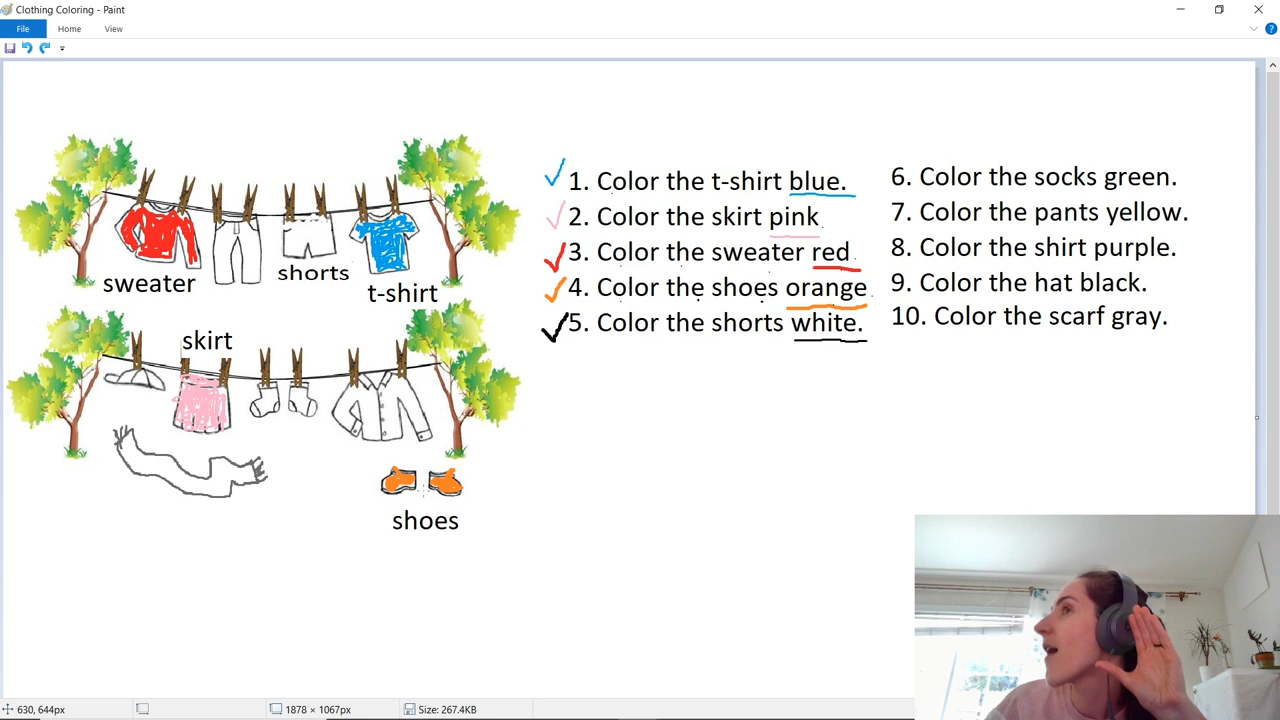 Clothing Coloring - Paint
File Home View
sweater
shorts
t-shirt
skirt
shoes
1. Color the t-shirt blue.
2. Color the skirt pink
3. Color the sweater red
4. Color the shoes orange
5. Color the shorts white.
6. Color the socks green.
7. Color the pants yellow.
8. Color the shirt purple.
9. Color the hat black.
10. Color the scarf gray.
630, 644px
1878 × 1067px
Size: 267.4KB